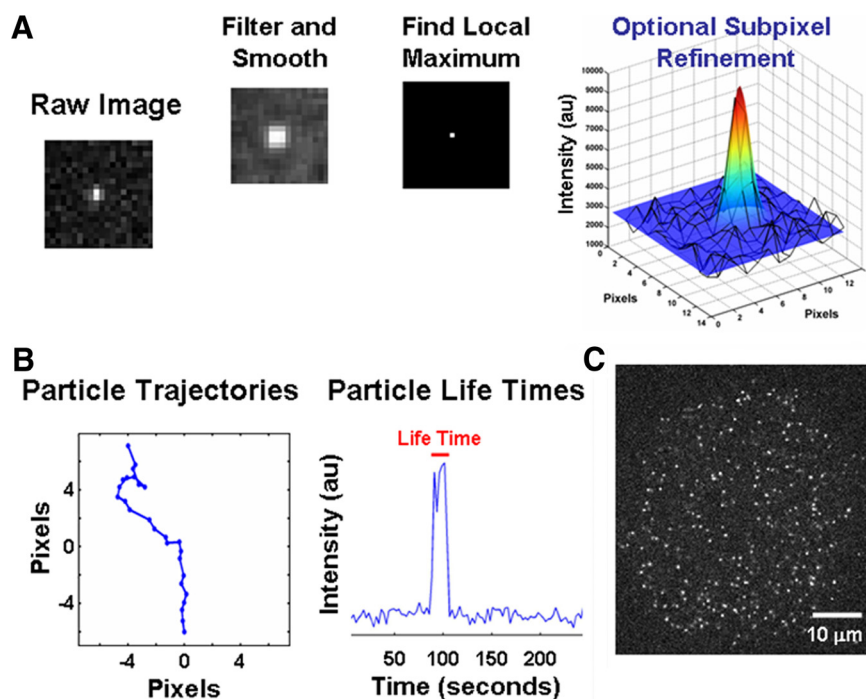 A
Raw Image
Filter and
Smooth
Find Local
Maximum
Optional Subpixel
Refinement
Intensity (au)
10000
9000
8000
7000
6000
5000
4000
3000
2000
1000
0
2
4
6
8
10
12
14
Pixels
0
2
4
6
8
10
12
Pixels
B
Particle Trajectories
Pixels
4
0
-4
-4
0
4
Pixels
Particle Life Times
Life Time
Intensity (au)
50
100
150
200
Time (seconds)
C
10 μm